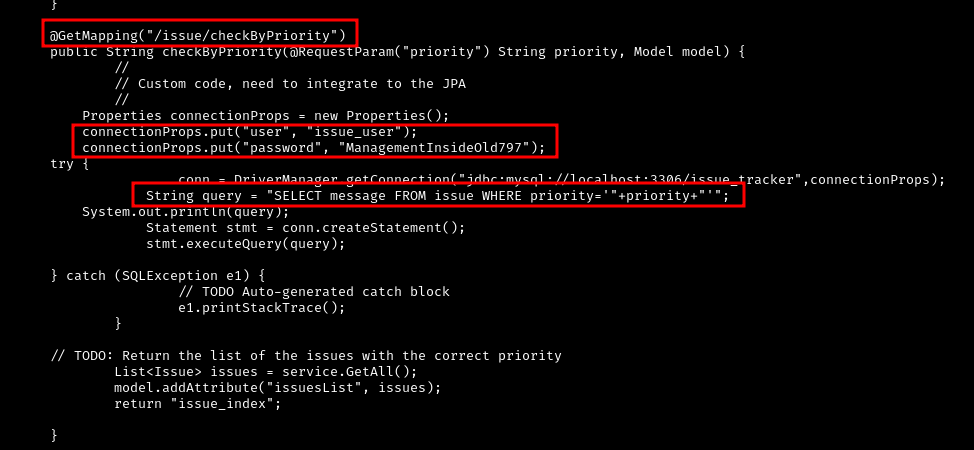 }
@GetMapping("/issue/checkByPriority")
public String checkByPriority(@RequestParam("priority") String priority, Model model) {
//
// Custom code, need to integrate to the JPA
//
Properties connectionProps = new Properties();
connectionProps.put("user", "issue_user");
connectionProps.put("password", "ManagementInsideOld797");
try {
conn = DriverManager.getConnection("jdbc:mysql://localhost:3306/issue_tracker",connectionProps);
String query = "SELECT message FROM issue WHERE priority='"+priority+"'";
System.out.println(query);
Statement stmt = conn.createStatement();
stmt.executeQuery(query);
} catch (SQLException e1) {
// TODO Auto-generated catch block
e1.printStackTrace();
}
// TODO: Return the list of the issues with the correct priority
List<Issue> issues = service.GetAll();
model.addAttribute("issuesList", issues);
return "issue_index";
}